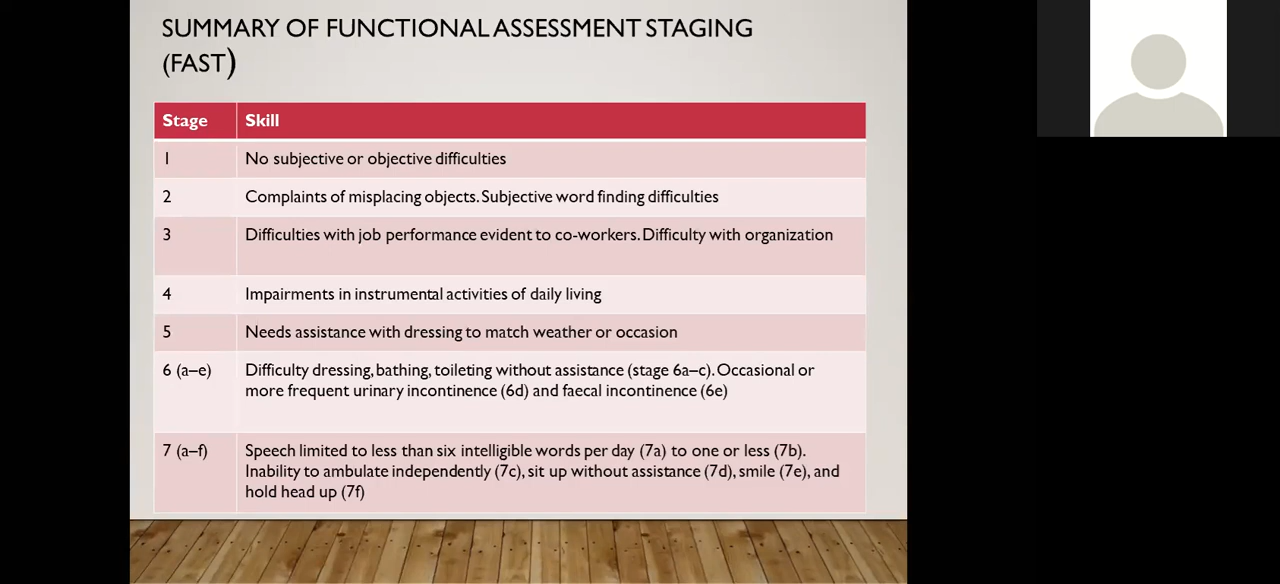 SUMMARY OF FUNCTIONAL ASSESSMENT STAGING
(FAST)
Stage Skill
1 No subjective or objective difficulties
2 Complaints of misplacing objects. Subjective word finding difficulties
3 Difficulties with job performance evident to co-workers. Difficulty with organization
4 Impairments in instrumental activities of daily living
5 Needs assistance with dressing to match weather or occasion
6 (a–e) Difficulty dressing, bathing, toileting without assistance (stage 6a–c). Occasional or
more frequent urinary incontinence (6d) and faecal incontinence (6e)
7 (a–f) Speech limited to less than six intelligible words per day (7a) to one or less (7b).
Inability to ambulate independently (7c), sit up without assistance (7d), smile (7e), and
hold head up (7f)